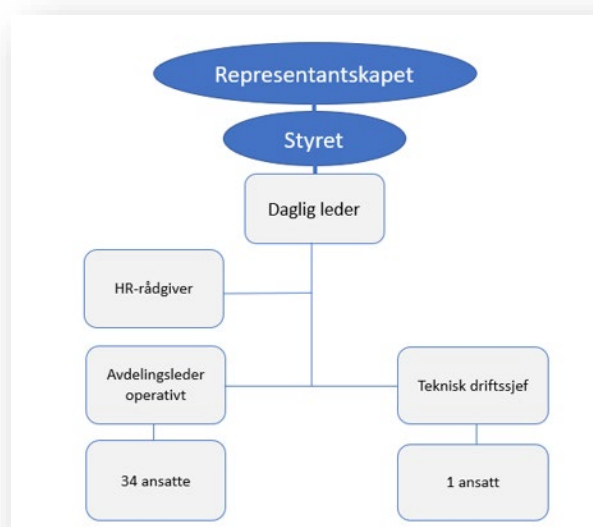 Representantskapet
Styret
Daglig leder
HR-rådgiver
Avdelingsleder
operativt
Teknisk driftssjef
34 ansatte
1 ansatt